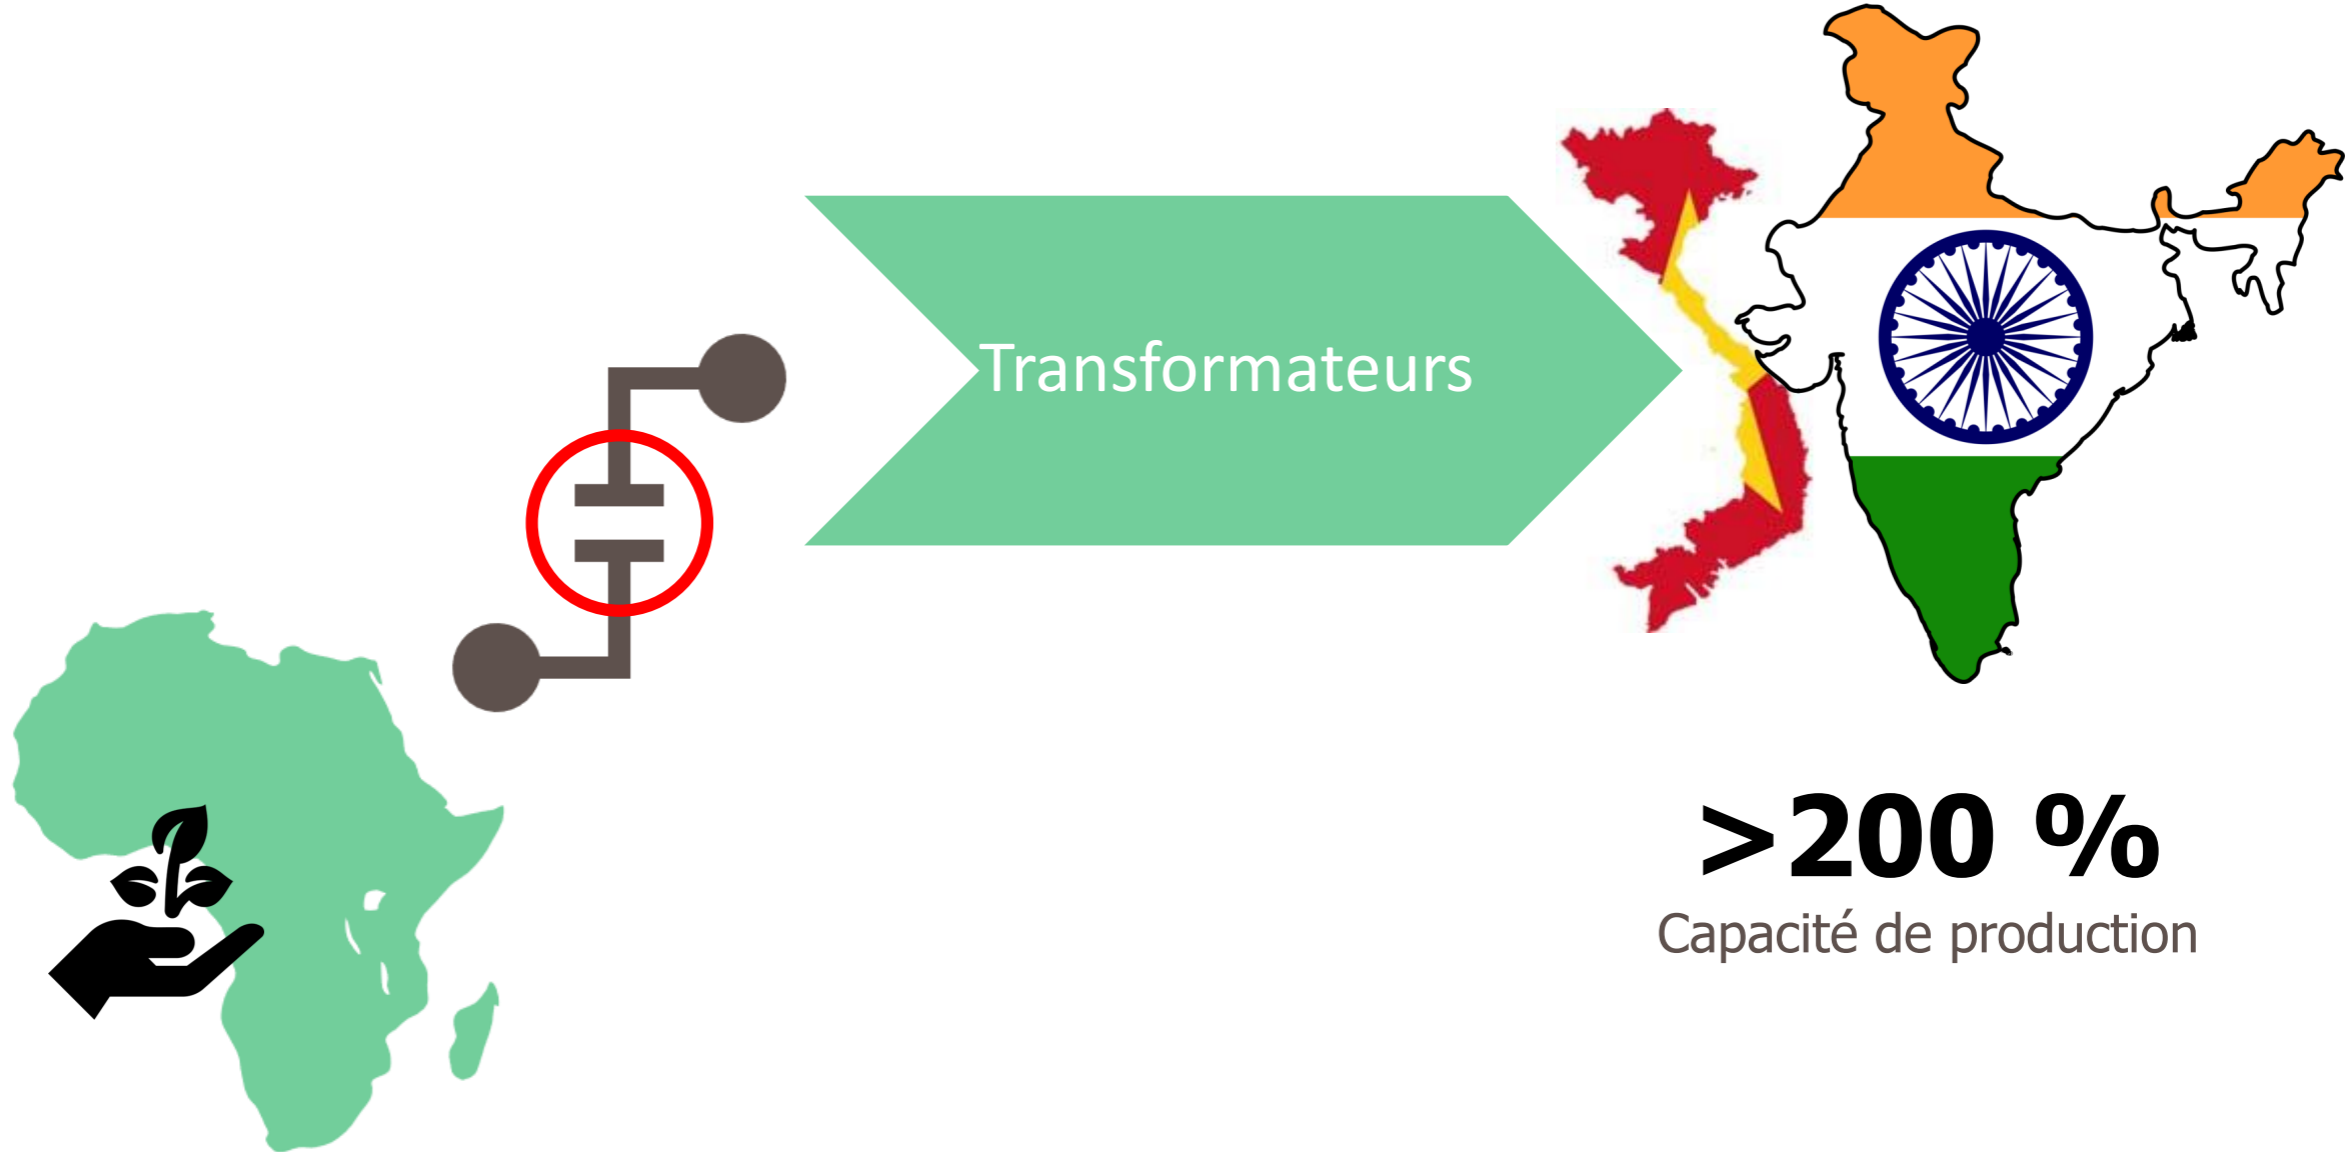 Transformateurs
>200 %
Capacité de production